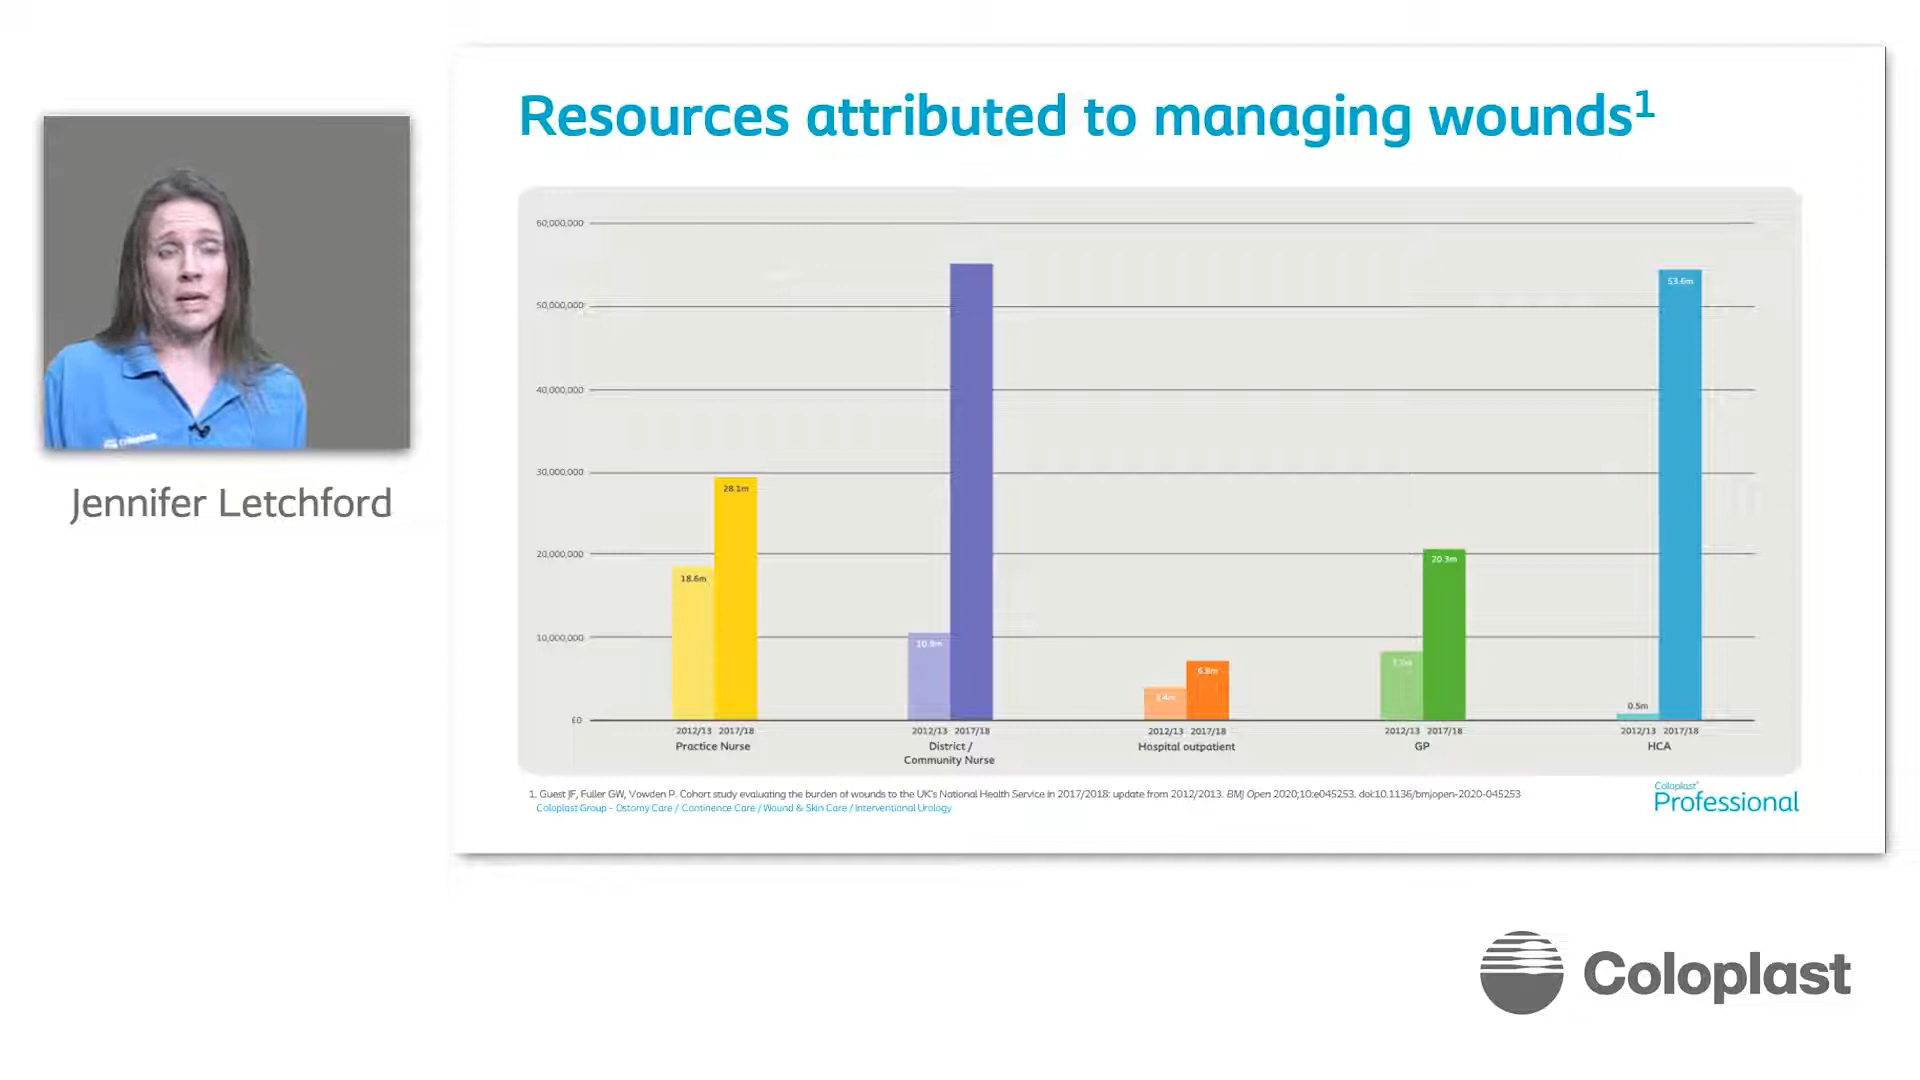 Resources attributed to managing wounds1
Jennifer Letchford
60,000,000
50,000,000
40,000,000
30,000,000
20,000,000
10,000,000
£0
18.6m
28.1m
10.9m
3.4m
6.8m
20.3m
0.5m
53.6m
2012/13 2017/18
Practice Nurse
2012/13 2017/18
District /
Community Nurse
2012/13 2017/18
Hospital outpatient
2012/13 2017/18
GP
2012/13 2017/18
HCA
1. Guest JF, Fuller GW, Vowden P. Cohort study evaluating the burden of wounds to the UK's National Health Service in 2017/2018: update from 2012/2013. BMJ Open 2020;10:e045253. doi:10.1136/bmjopen-2020-045253
Coloplast Group - Ostomy Care / Continence Care / Wound & Skin Care / Interventional Urology
Coloplast®
Professional
Coloplast